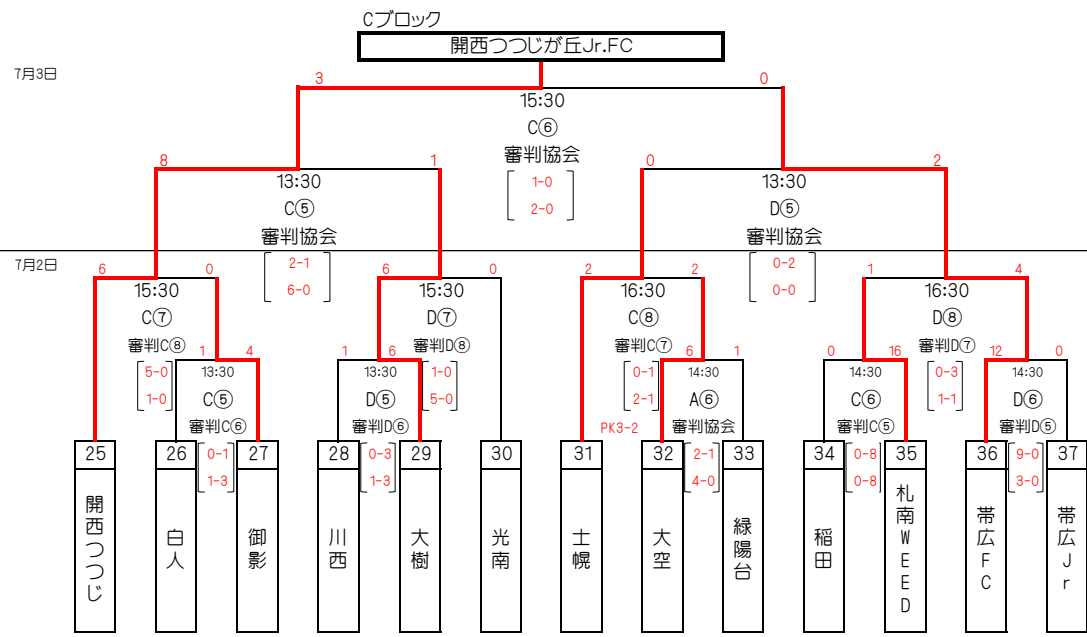 Cブロック
開西つつじが丘Jr.FC
7月3日
3
0
15:30
C⑥
審判協会
1-0
2-0
8
1
13:30
C⑤
審判協会
2-1
6-0
0
2
13:30
D⑤
審判協会
0-2
0-0
7月2日
6
0
15:30
C⑦
審判C⑧
5-0
1-0
6
0
15:30
D⑦
審判D⑧
1-0
5-0
2
2
16:30
C⑧
審判C⑦
0-1
2-1
PK3-2
1
4
16:30
D⑧
審判D⑦
0-3
1-1
1
4
13:30
C⑤
審判C⑥
0-1
1-3
1
6
13:30
D⑤
審判D⑥
0-3
1-3
6
1
14:30
A⑥
審判協会
2-1
4-0
0
16
14:30
C⑥
審判C⑤
0-8
0-8
12
0
14:30
D⑥
審判D⑤
9-0
3-0
25
開西つつじ
26
白人
27
御影
28
川西
29
大樹
30
光南
31
士幌
32
大空
33
緑陽台
34
稲田
35
札南WEED
36
帯広FC
37
帯広Jr